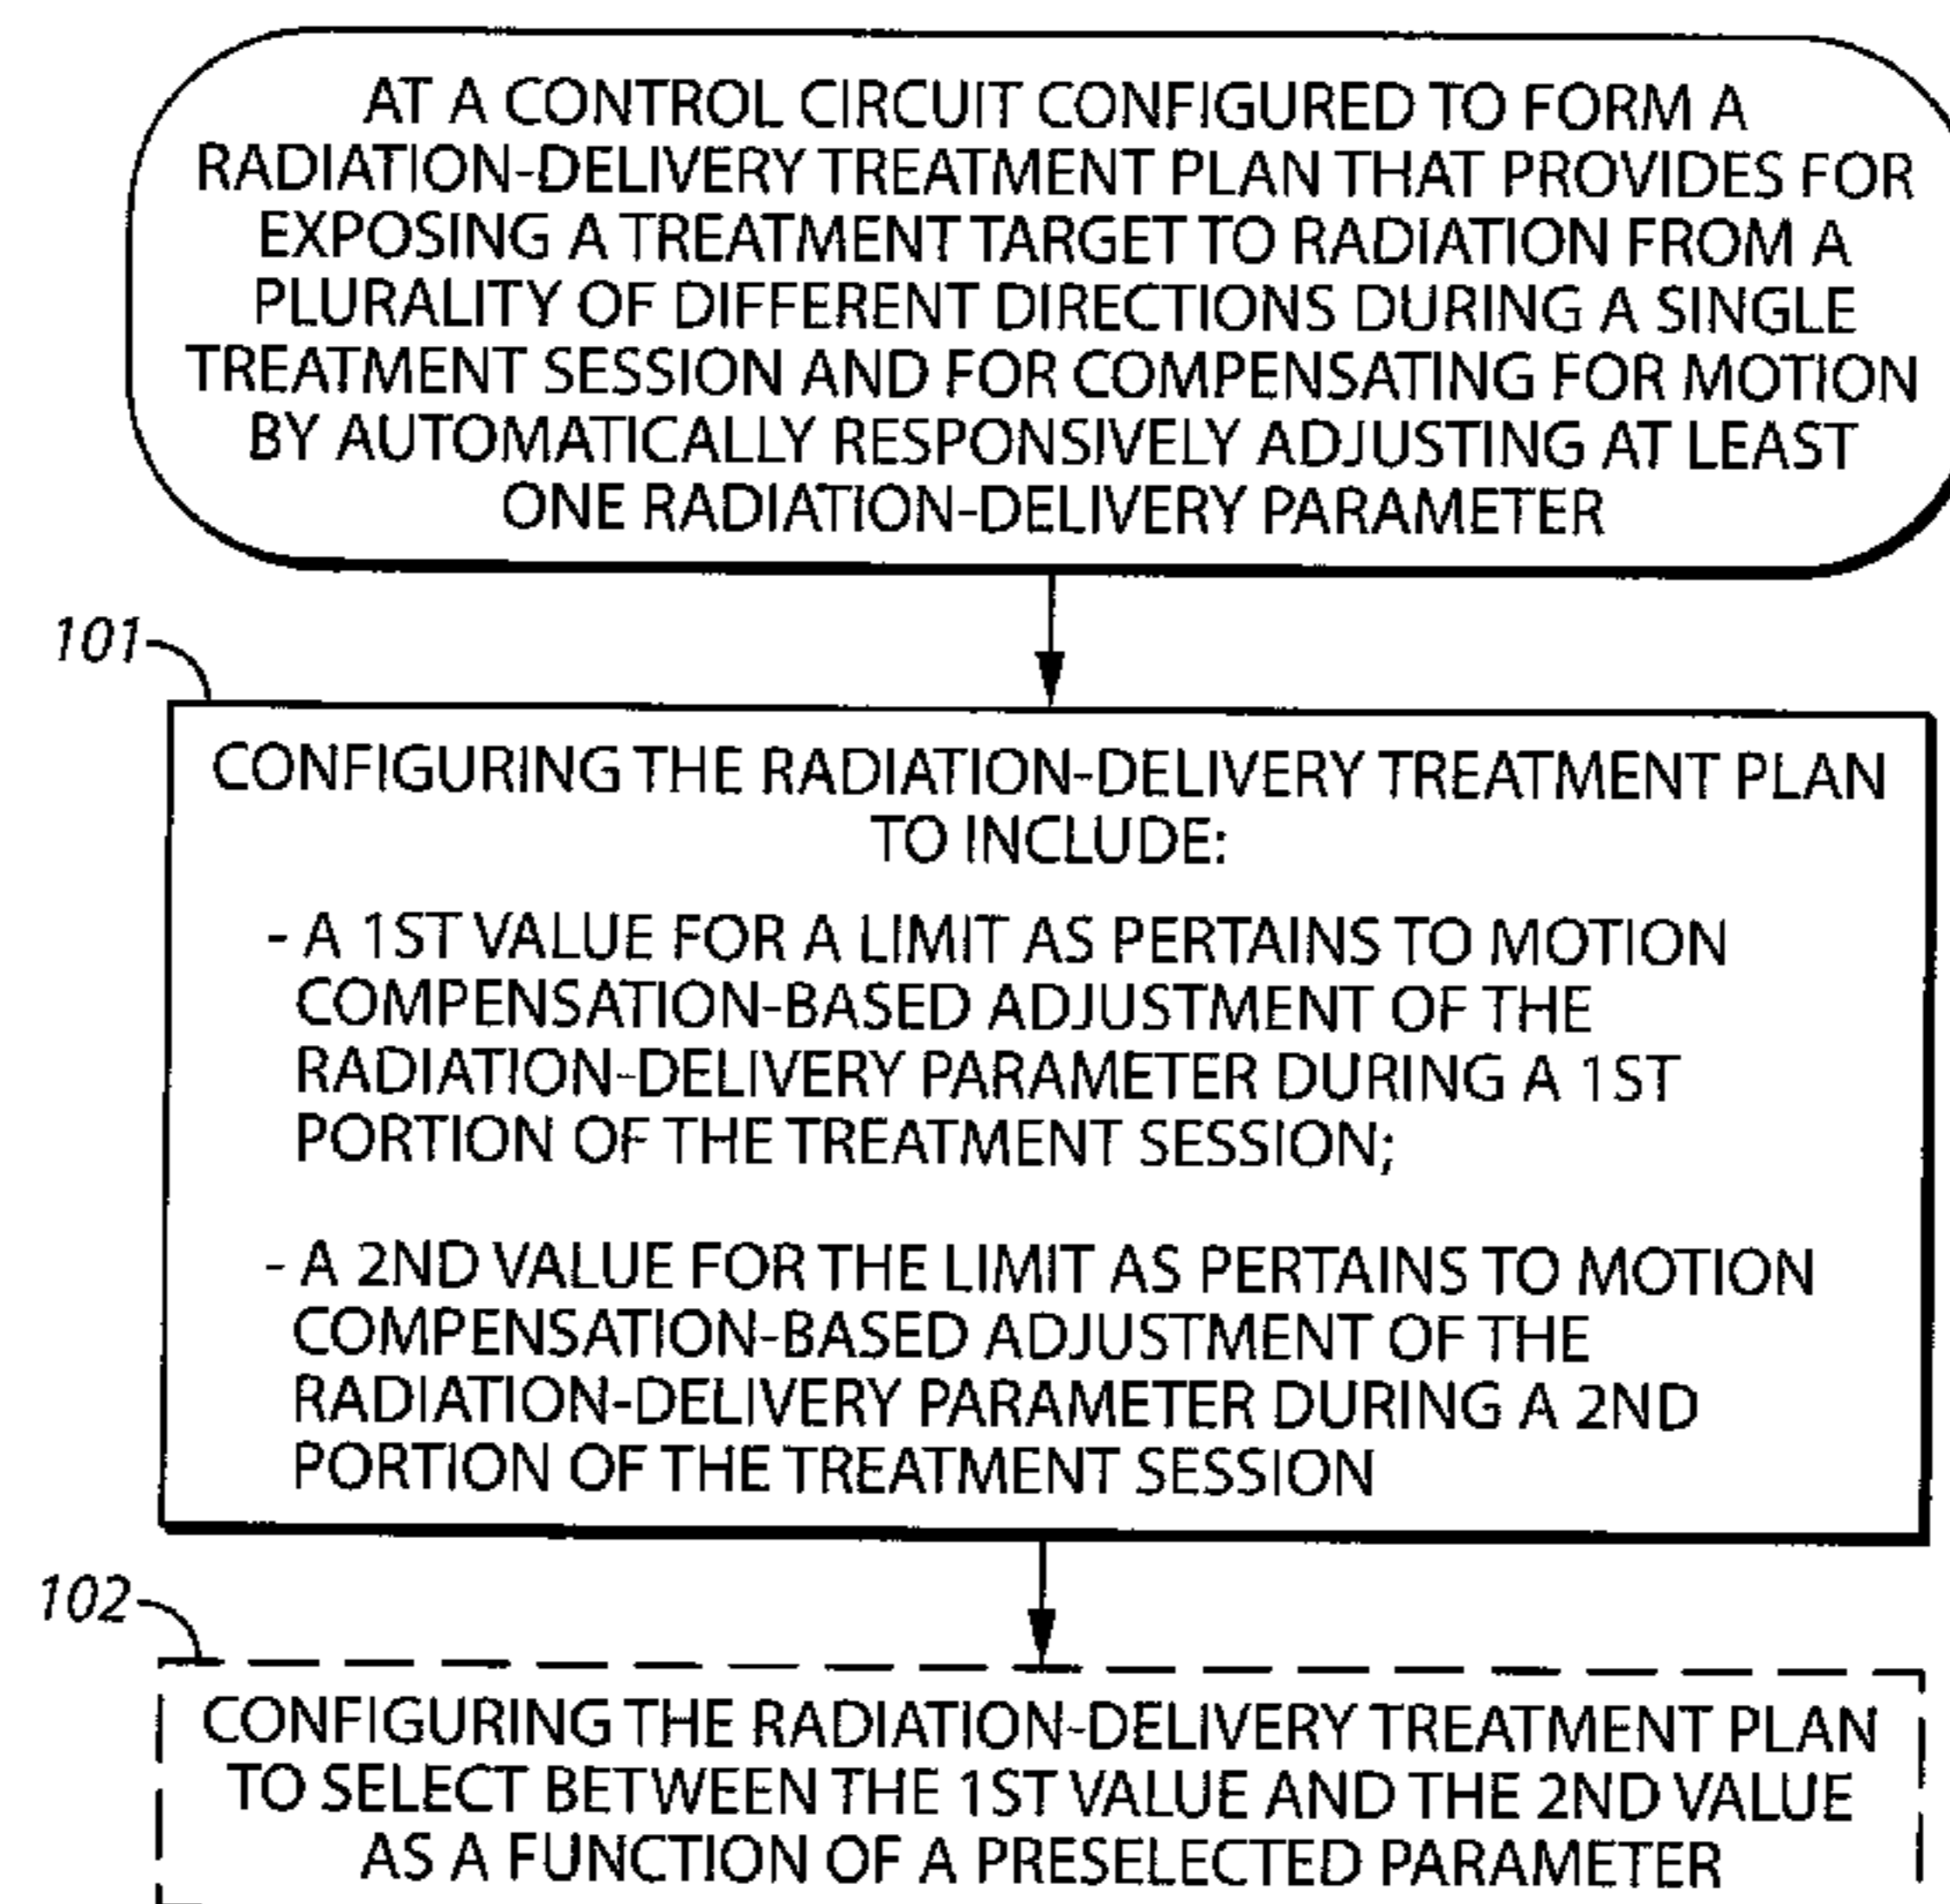 AT A CONTROL CIRCUIT CONFIGURED TO FORM A
RADIATION-DELIVERY TREATMENT PLAN THAT PROVIDES FOR
EXPOSING A TREATMENT TARGET TO RADIATION FROM A
PLURALITY OF DIFFERENT DIRECTIONS DURING A SINGLE
TREATMENT SESSION AND FOR COMPENSATING FOR MOTION
BY AUTOMATICALLY RESPONSIVELY ADJUSTING AT LEAST
ONE RADIATION-DELIVERY PARAMETER
101
CONFIGURING THE RADIATION-DELIVERY TREATMENT PLAN
TO INCLUDE:
- A 1ST VALUE FOR A LIMIT AS PERTAINS TO MOTION
COMPENSATION-BASED ADJUSTMENT OF THE
RADIATION-DELIVERY PARAMETER DURING A 1ST
PORTION OF THE TREATMENT SESSION;
- A 2ND VALUE FOR THE LIMIT AS PERTAINS TO MOTION
COMPENSATION-BASED ADJUSTMENT OF THE
RADIATION-DELIVERY PARAMETER DURING A 2ND
PORTION OF THE TREATMENT SESSION
102
CONFIGURING THE RADIATION-DELIVERY TREATMENT PLAN
TO SELECT BETWEEN THE 1ST VALUE AND THE 2ND VALUE
AS A FUNCTION OF A PRESELECTED PARAMETER